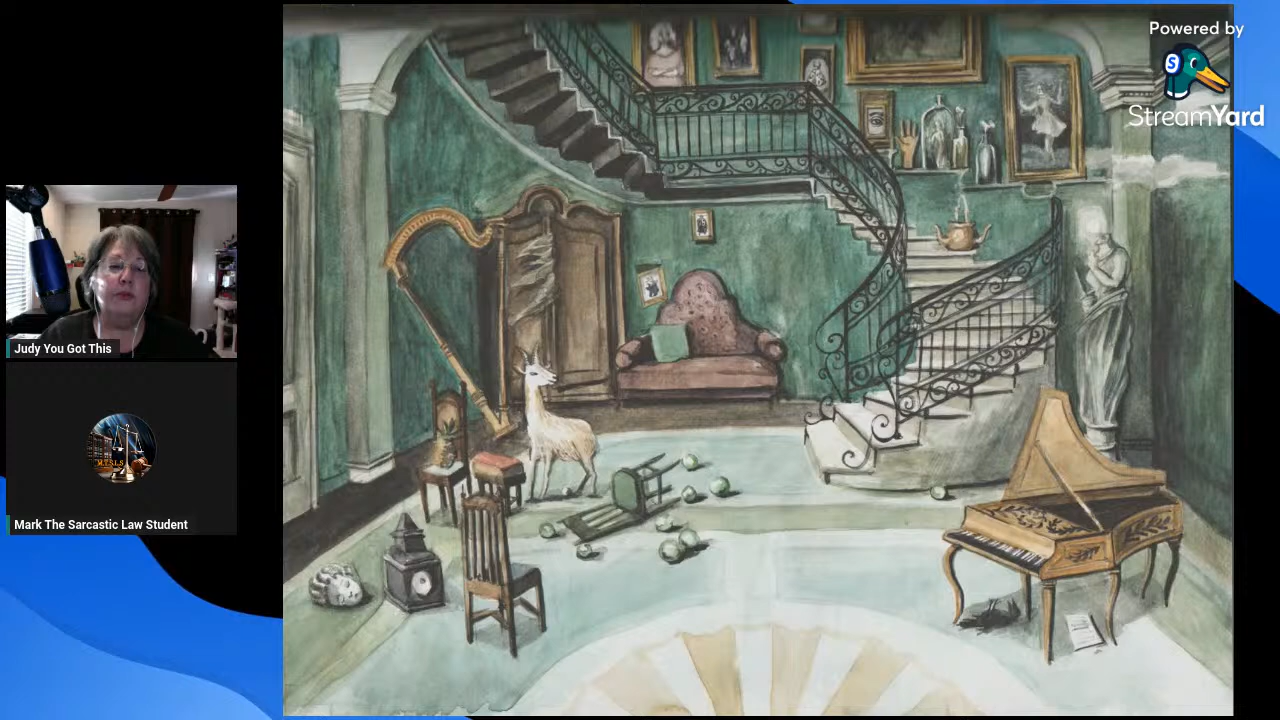 Powered by
S
StreamYard
Judy You Got This
M.T.S.L.S
Mark The Sarcastic Law Student